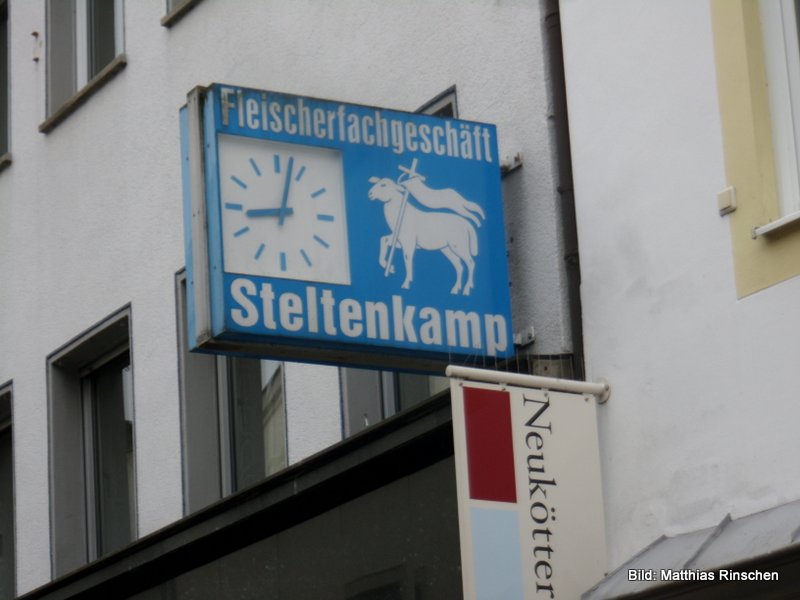 Fleischerfachgeschäft
Steltenkamp
Neukötter
Bild: Matthias Rinschen